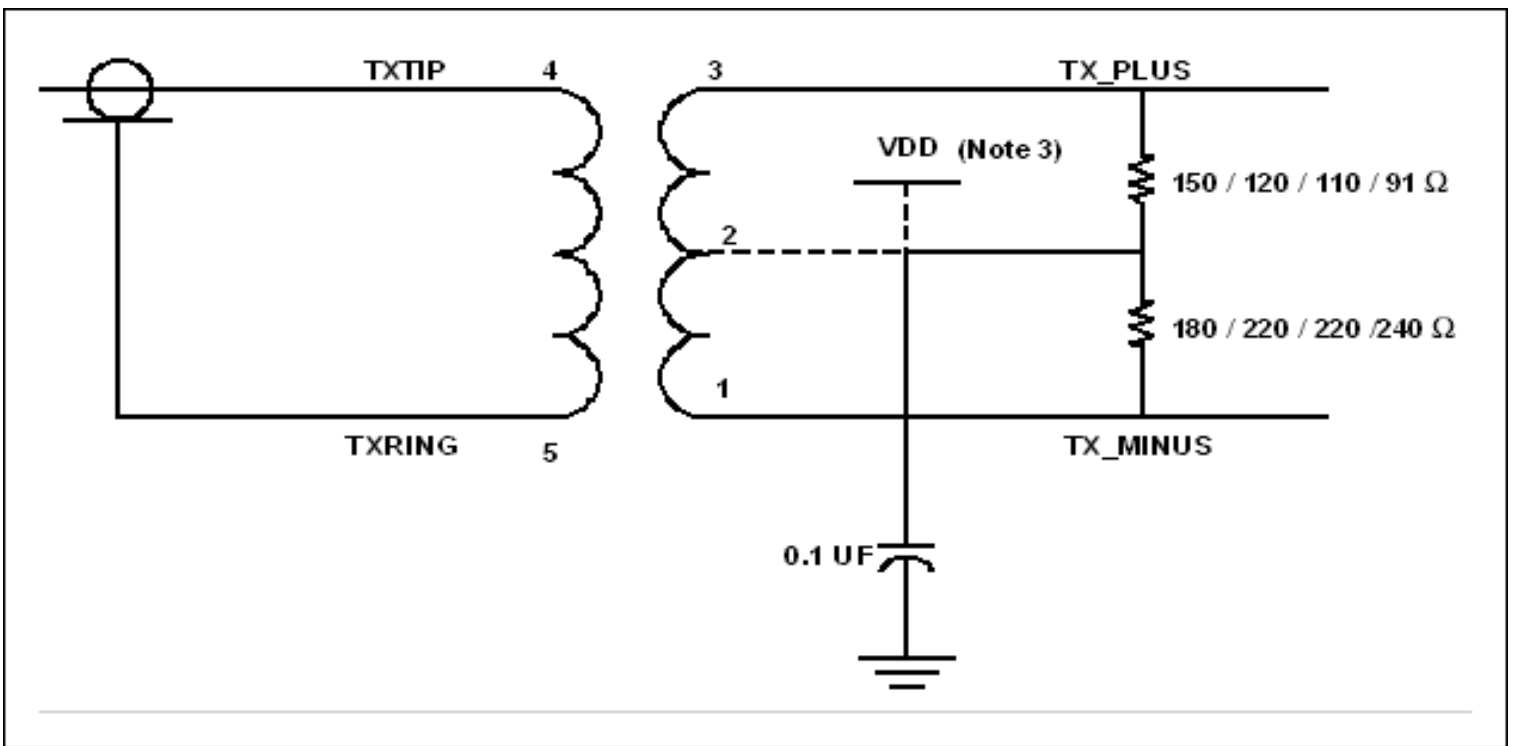 TXTIP
4
3
TX_PLUS
VDD (Note 3)
150 / 120 / 110 / 91 Ω
2
180 / 220 / 220 /240 Ω
1
TXRING
5
TX_MINUS
0.1 UF